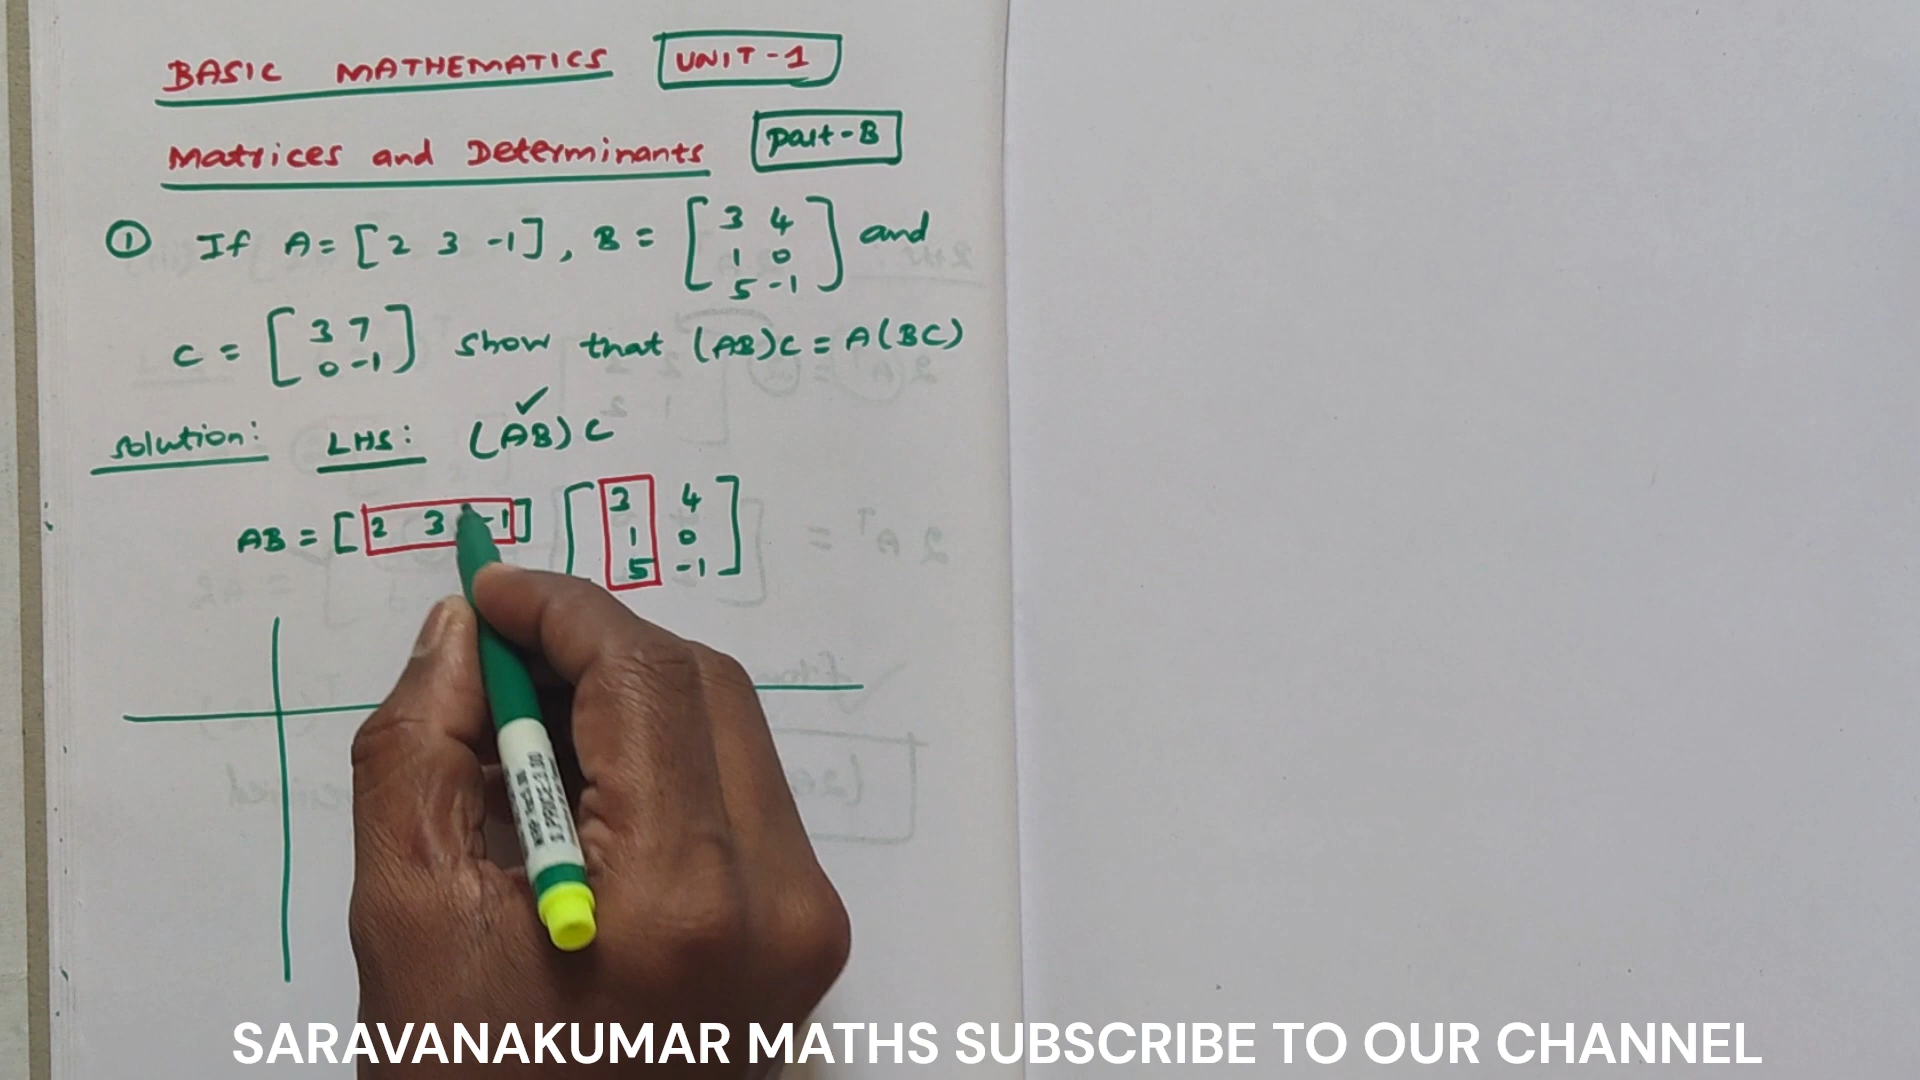 BASIC MATHEMATICS UNIT-1
Matrices and Determinants part-B
① If A = [2 3 -1], B = [3 4 and
1 0
5 -1]
C = [3 7 show that (AB)C = A(BC)
0 -1]
solution: LHS: (AB)C ✓
AB = [2 3 -1] [3 4
1 0
5 -1]
SARAVANAKUMAR MATHS SUBSCRIBE TO OUR CHANNEL